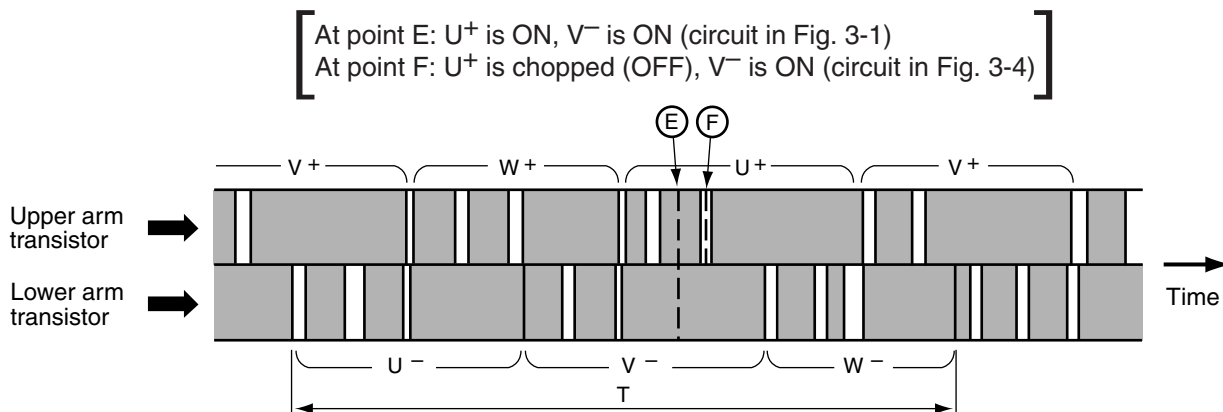 At point E: U+ is ON, V− is ON (circuit in Fig. 3-1)
At point F: U+ is chopped (OFF), V− is ON (circuit in Fig. 3-4)
E F
V+ W+ U+ V+
Upper arm
transistor
Lower arm
transistor
Time
U− V− W−
T